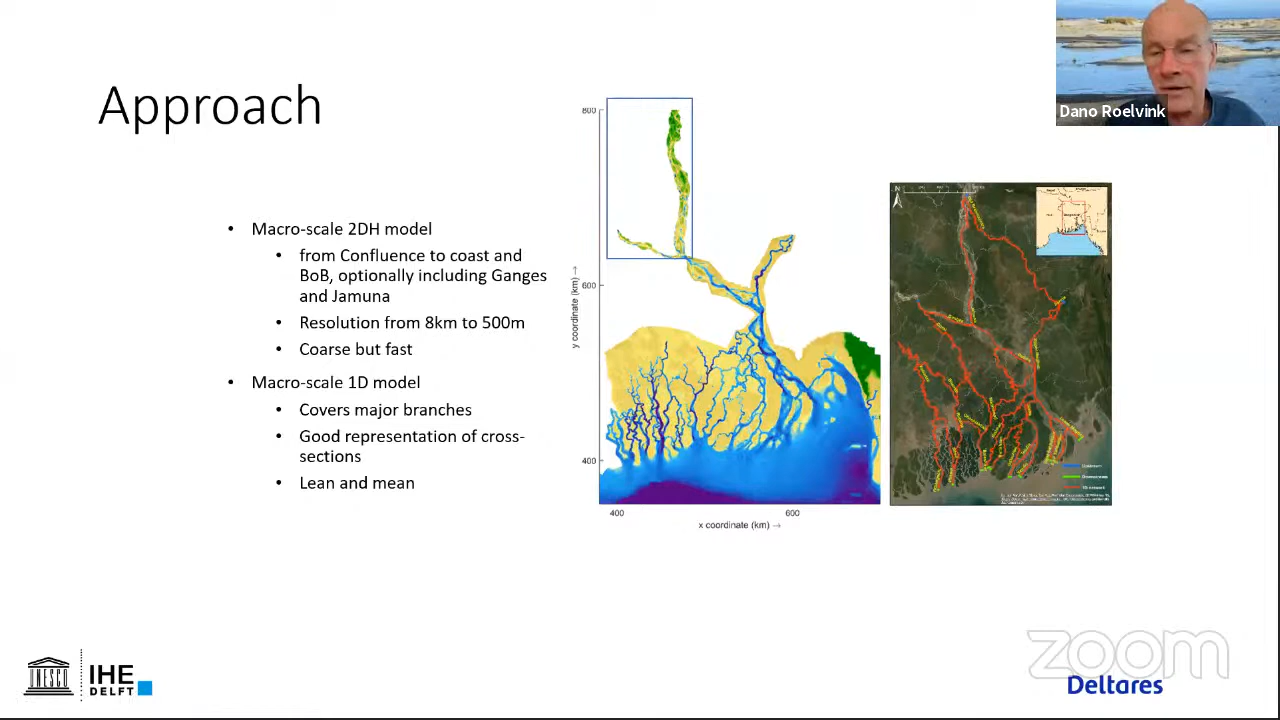 Approach
Dano Roelvink
• Macro-scale 2DH model
• from Confluence to coast and
BoB, optionally including Ganges
and Jamuna
• Resolution from 8km to 500m
• Coarse but fast
• Macro-scale 1D model
• Covers major branches
• Good representation of cross-
sections
• Lean and mean
800
600
400
y coordinate (km) →
400
600
x coordinate (km) →
N
UNESCO
IHE
DELFT
zoom
Deltares